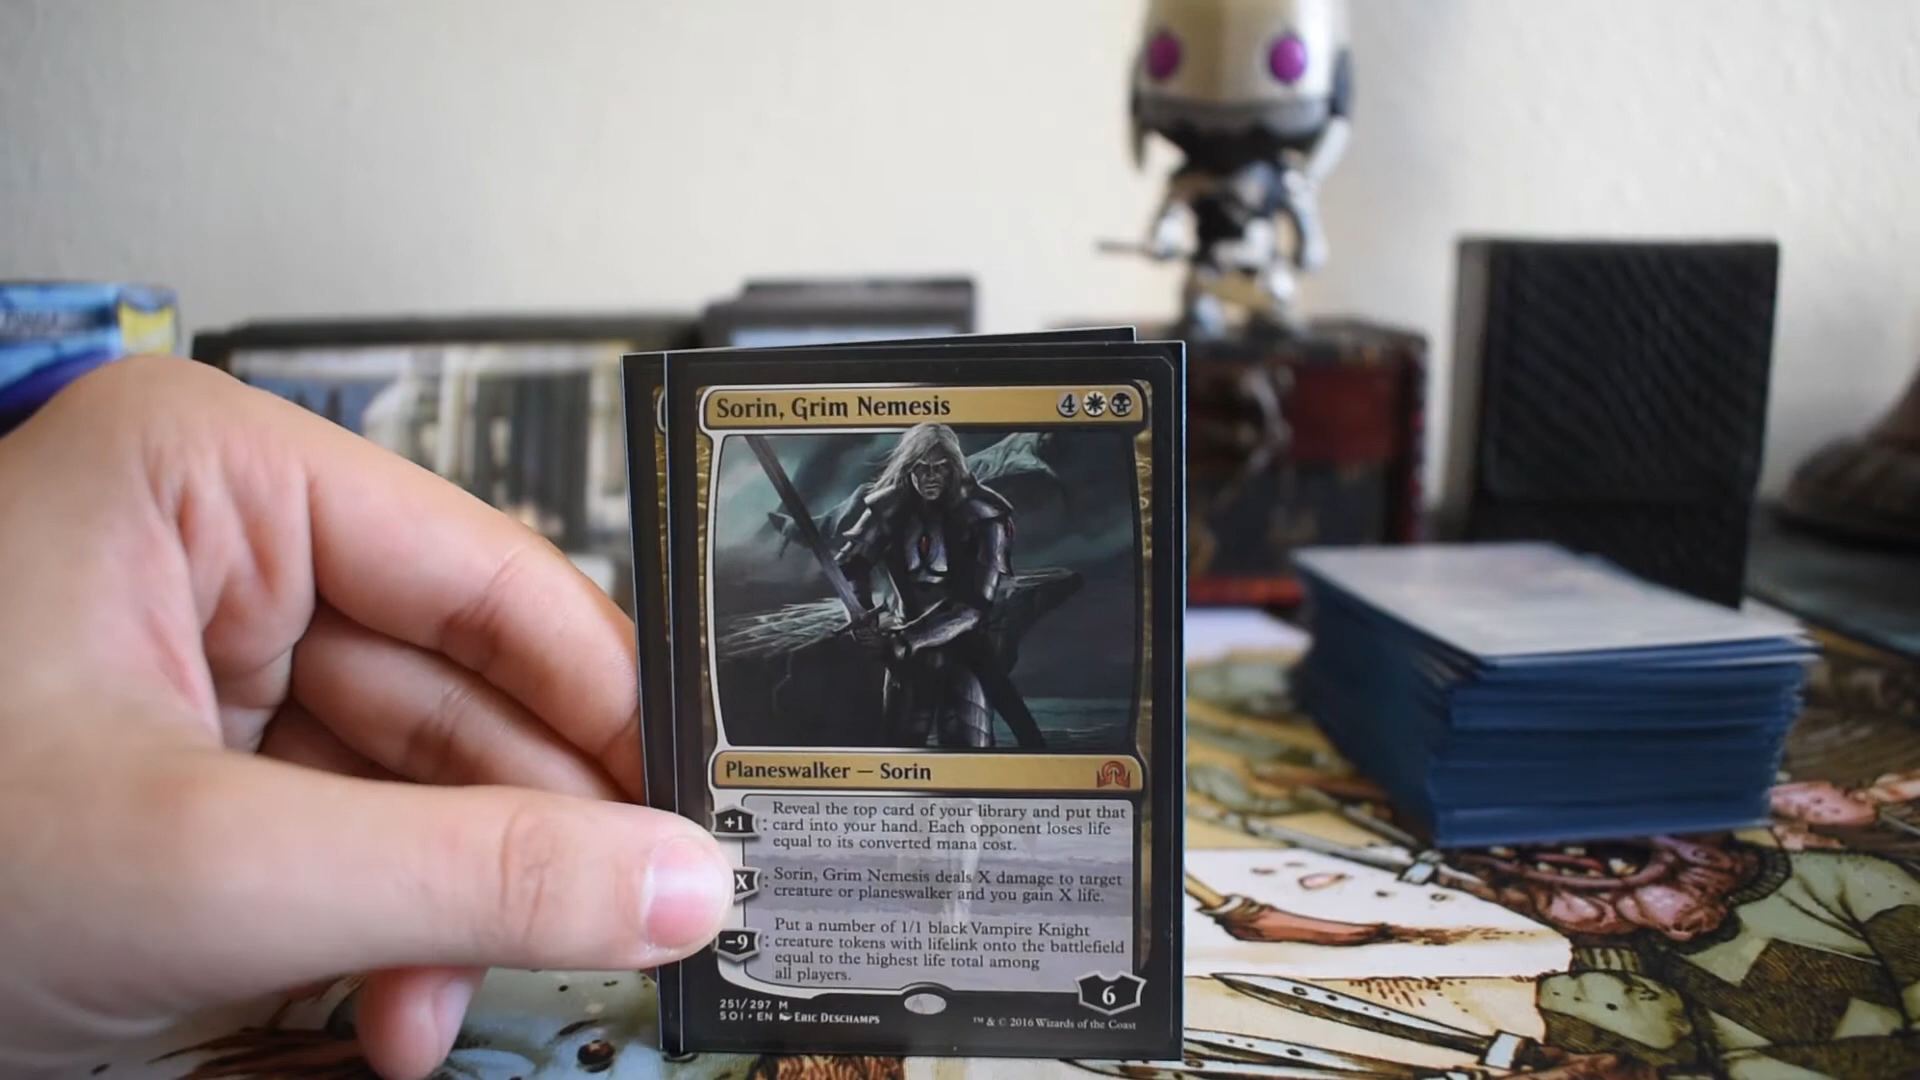 Sorin, Grim Nemesis
4
Planeswalker — Sorin
+1
: Reveal the top card of your library and put that
card into your hand. Each opponent loses life
equal to its converted mana cost.
X
: Sorin, Grim Nemesis deals X damage to target
creature or planeswalker and you gain X life.
-9
: Put a number of 1/1 black Vampire Knight
creature tokens with lifelink onto the battlefield
equal to the highest life total among
all players.
6
251/297 M
SOI • EN Eric Deschamps
™ & © 2016 Wizards of the Coast